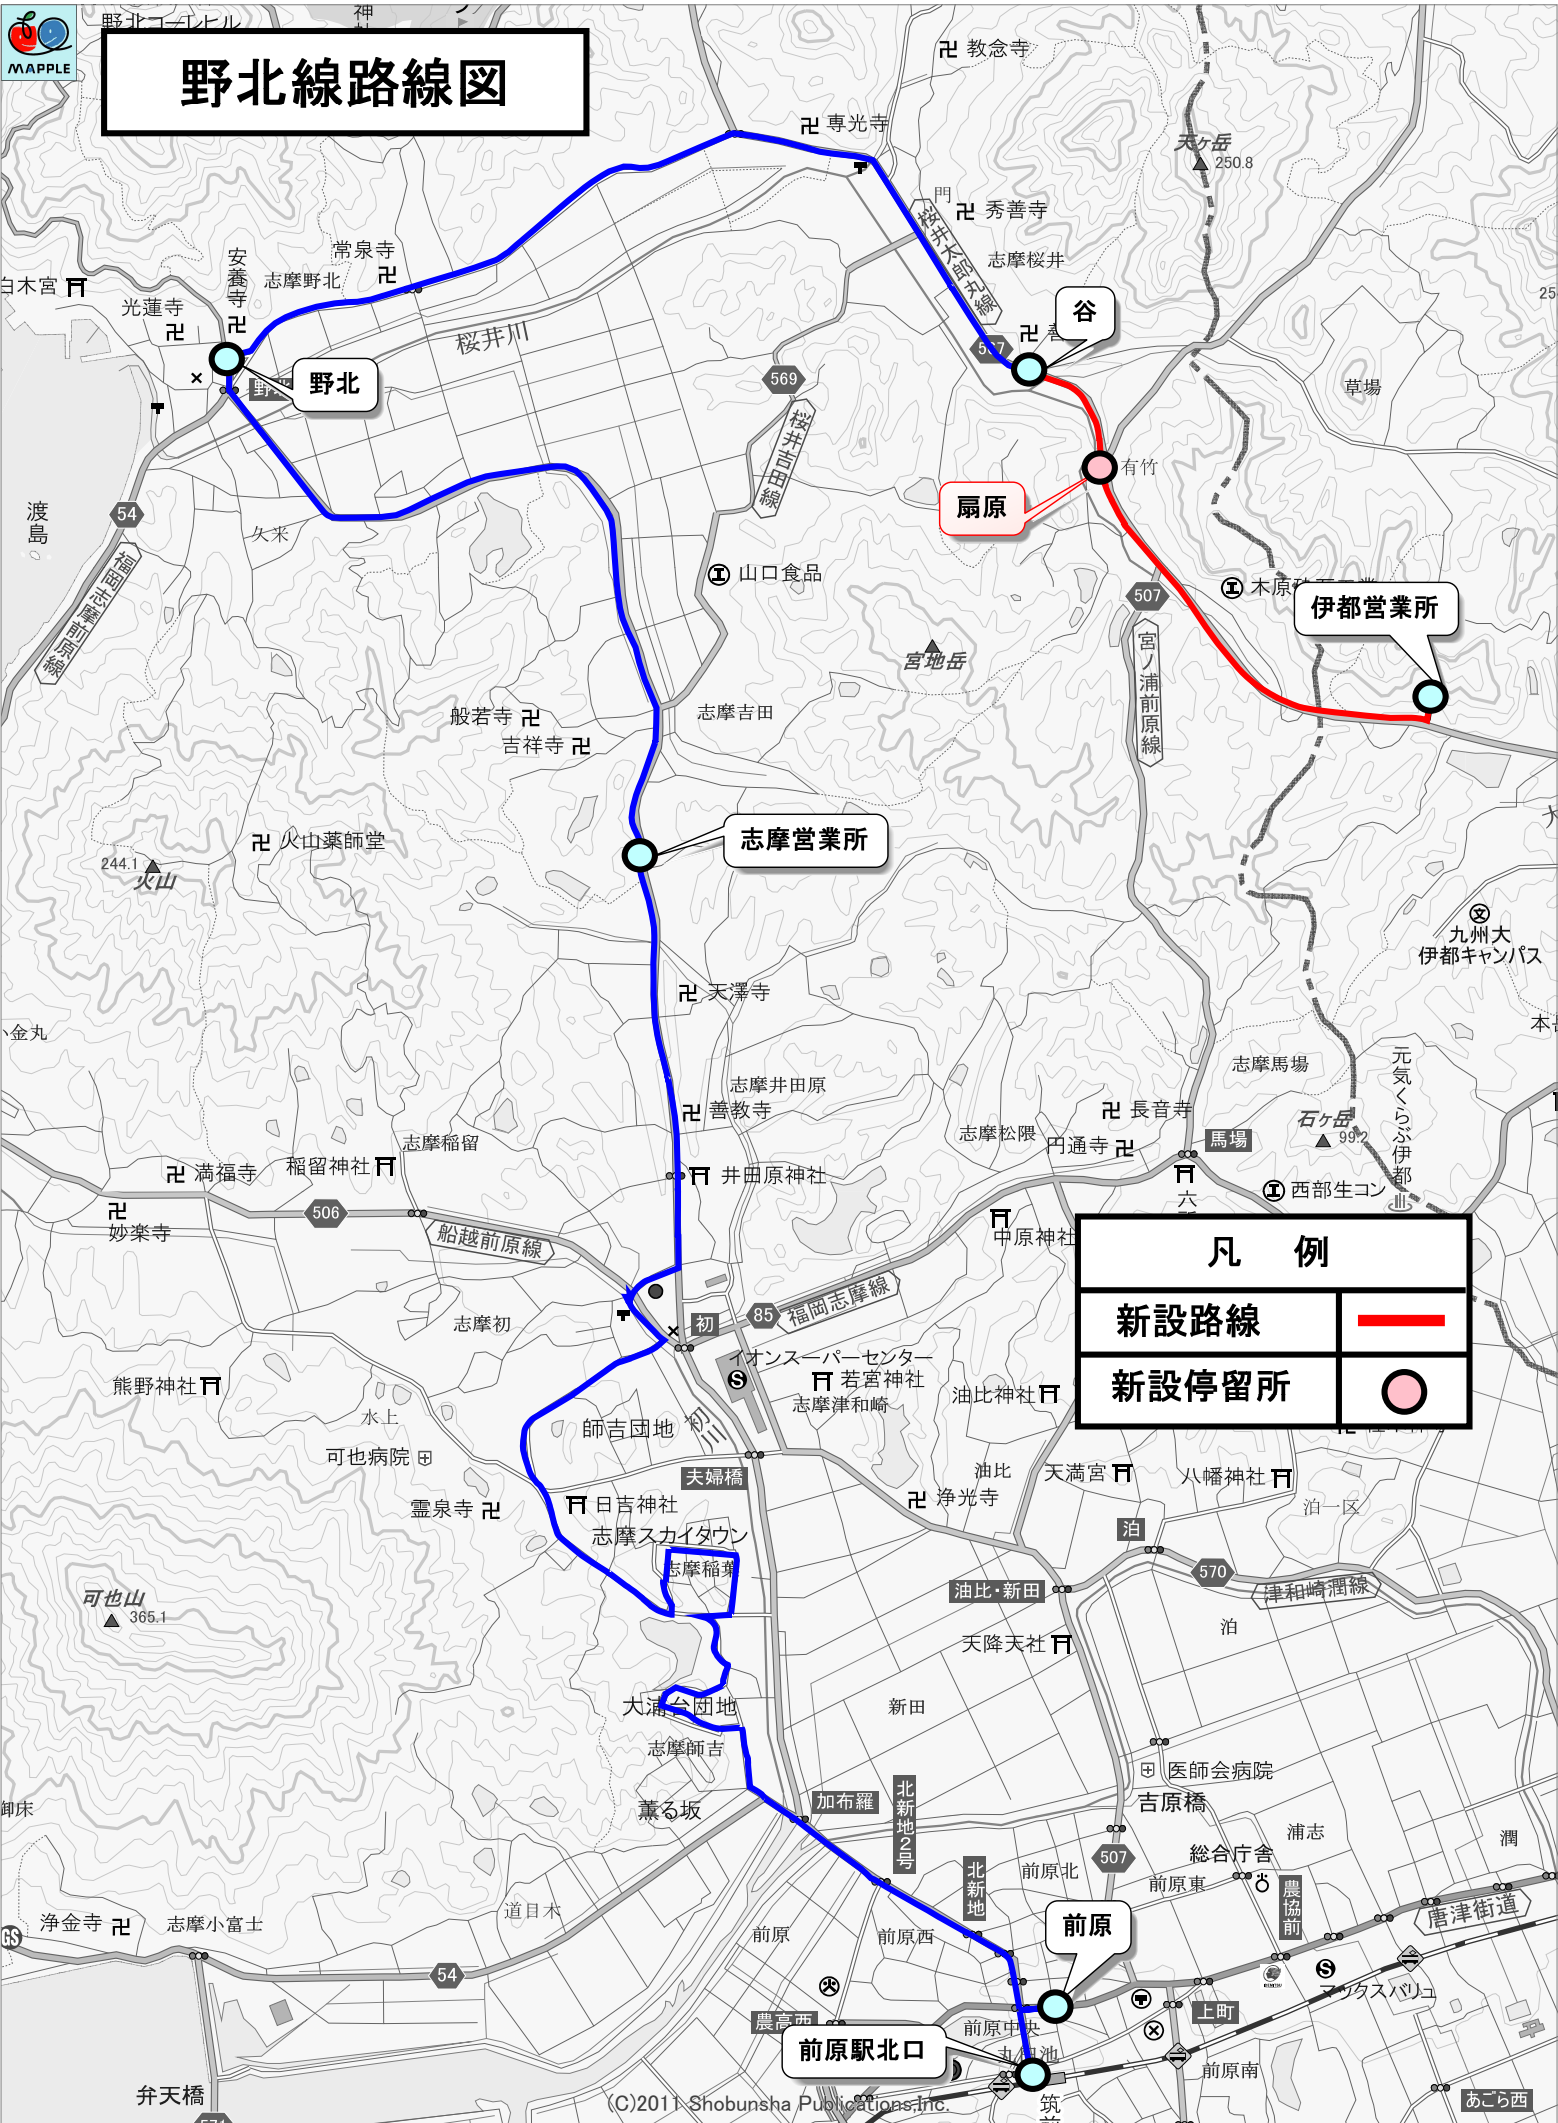 MAPPLE
野北線路線図
教念寺
専光寺
天ヶ岳
250.8
門
秀善寺
桜井太郎丸線
志摩桜井
安養寺
常泉寺
志摩野北
白木宮
光蓮寺
桜井川
谷
野北
569
草場
桜井吉田線
有竹
扇原
渡島
54
久米
福岡志摩前原線
山口食品
507
伊都営業所
宮地岳
宮ノ浦前原線
般若寺
志摩吉田
吉祥寺
志摩営業所
火山薬師堂
244.1
火山
九州大
伊都キャンパス
天澤寺
小金丸
志摩馬場
元気くらぶ伊都
志摩井田原
善教寺
長音寺
石ヶ岳
99.2
志摩稲留
志摩松隈
円通寺
馬場
満福寺
稲留神社
井田原神社
西部生コン
妙楽寺
506
船越前原線
中原神社
凡 例
新設路線
新設停留所
志摩初
初
85
福岡志摩線
イオンスーパーセンター
熊野神社
若宮神社
油比神社
水上
志摩津和崎
師吉団地
初川
可也病院
夫婦橋
油比
天満宮
八幡神社
霊泉寺
日吉神社
浄光寺
泊一区
志摩スカイタウン
泊
志摩稲葉
570
可也山
365.1
油比・新田
津和崎潤線
泊
天降天社
大浦台団地
新田
志摩師吉
医師会病院
薫る坂
加布羅
北新地2号
吉原橋
浦志
潤
御床
総合庁舎
507
北新地
前原北
前原東
農協前
道目木
浄金寺
志摩小富士
前原
前原西
前原
唐津街道
GS
54
マックスバリュ
農高西
前原中央
上町
前原駅北口
丸田池
前原南
弁天橋
(C)2011 Shobunsha Publications,Inc.
筑前
あごら西